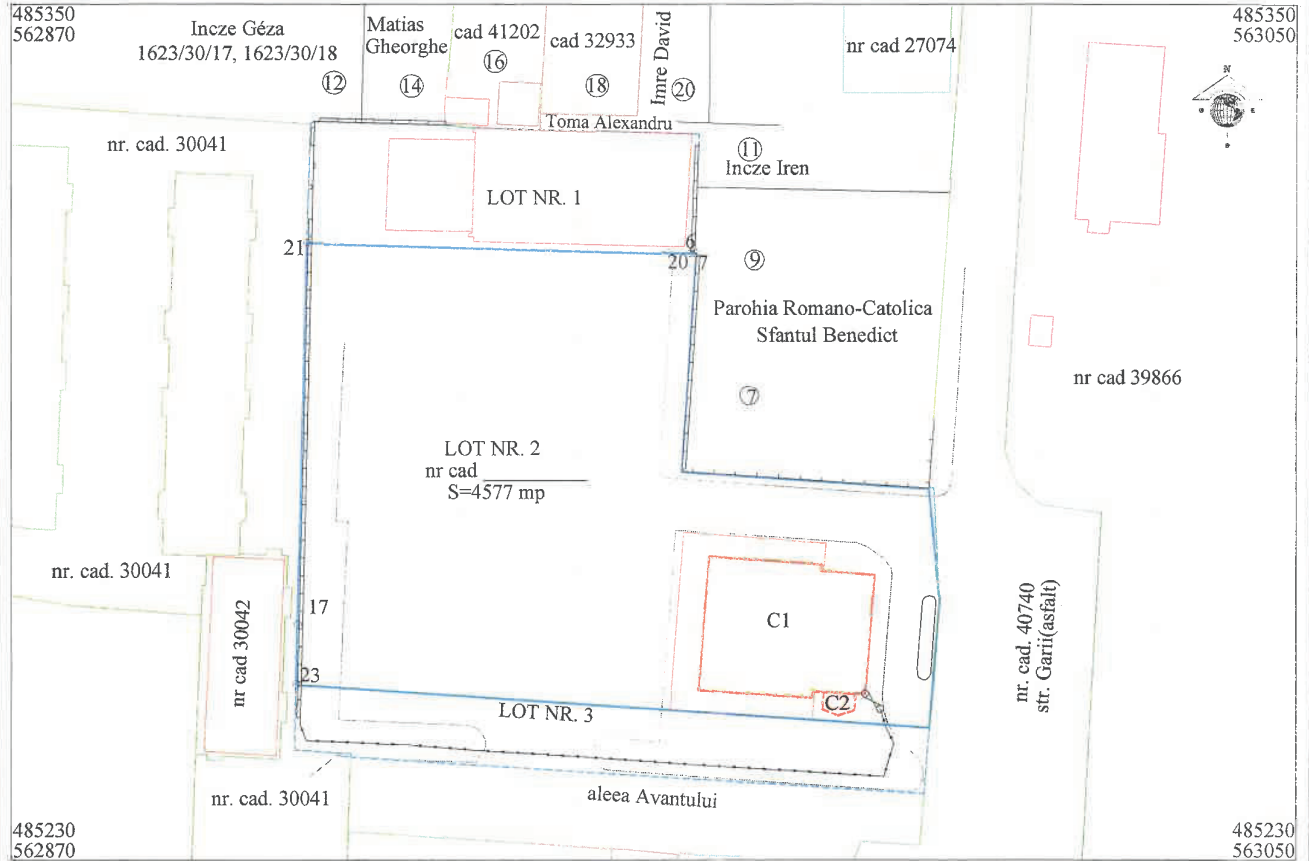 485350
562870
485350
563050
Incze Géza
1623/30/17, 1623/30/18
12
Matias
Gheorghe
14
cad 41202
16
cad 32933
18
Imre David
20
nr cad 27074
N
E
Toma Alexandru
11
Incze Iren
nr. cad. 30041
LOT NR. 1
21
6
20
7
9
Parohia Romano-Catolica
Sfantul Benedict
7
nr cad 39866
LOT NR. 2
nr cad
S=4577 mp
nr. cad. 30041
nr cad 30042
17
C1
nr. cad. 40740
str. Garii(asfalt)
23
C2
LOT NR. 3
nr. cad. 30041
aleea Avantului
485230
562870
485230
563050